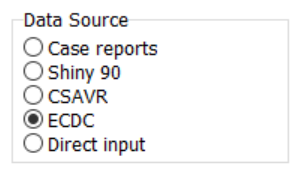 Data Source
Case reports
Shiny 90
CSAVR
ECDC
Direct input